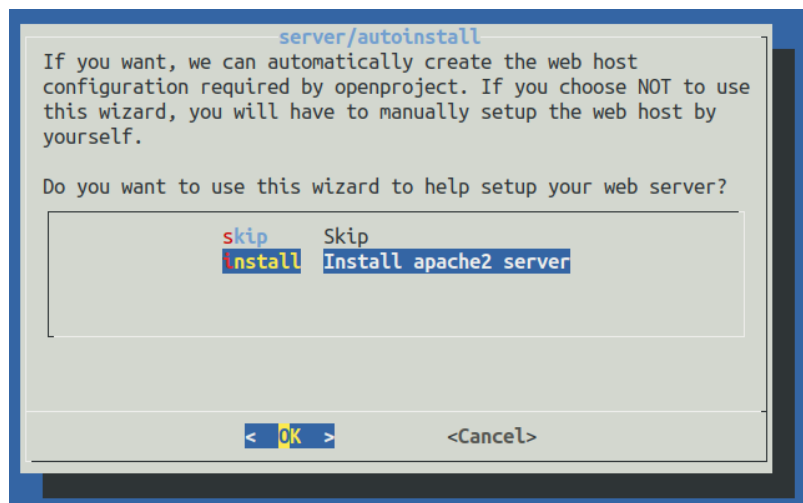 server/autoinstall
If you want, we can automatically create the web host
configuration required by openproject. If you choose NOT to use
this wizard, you will have to manually setup the web host by
yourself.
Do you want to use this wizard to help setup your web server?
skip Skip
install Install apache2 server
< OK > <Cancel>